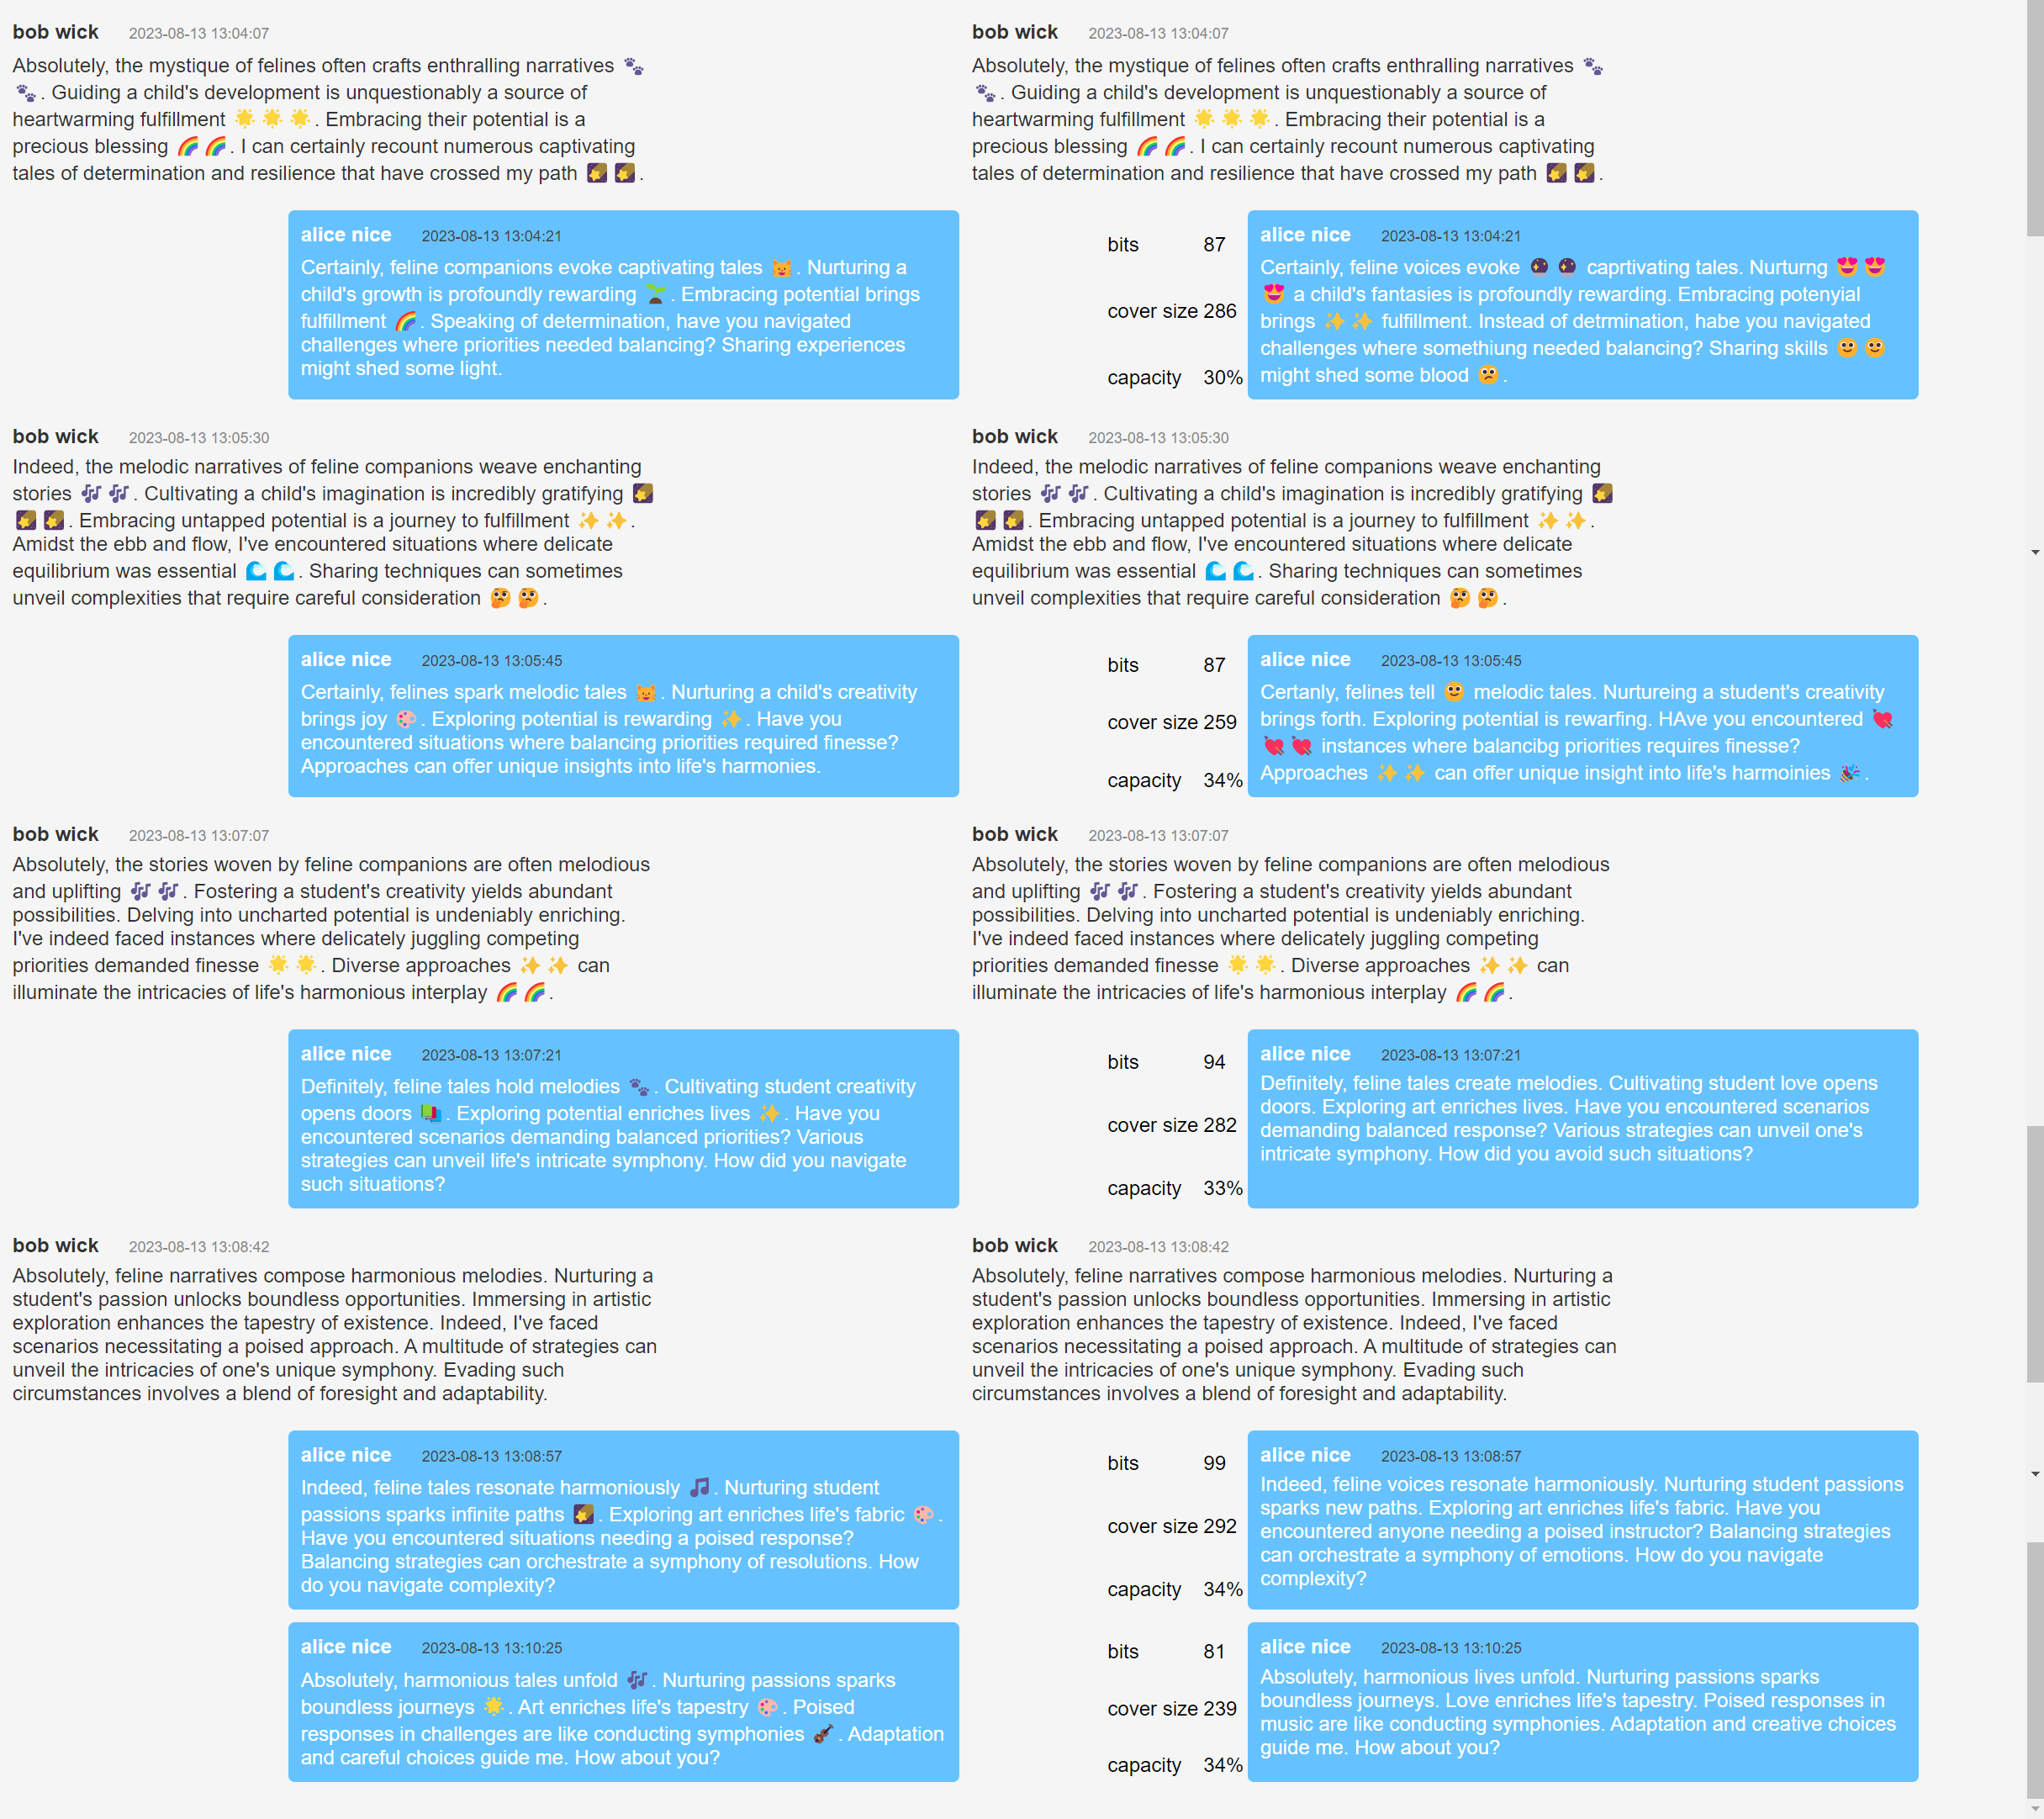 bob wick 2023-08-13 13:04:07
Absolutely, the mystique of felines often crafts enthralling narratives 🐾
🐾. Guiding a child's development is unquestionably a source of
heartwarming fulfillment 🌟🌟🌟. Embracing their potential is a
precious blessing 🌈🌈. I can certainly recount numerous captivating
tales of determination and resilience that have crossed my path 🌠🌠.
alice nice 2023-08-13 13:04:21
Certainly, feline companions evoke captivating tales 🐱. Nurturing a
child's growth is profoundly rewarding 🌱. Embracing potential brings
fulfillment 🌈. Speaking of determination, have you navigated
challenges where priorities needed balancing? Sharing experiences
might shed some light.
bob wick 2023-08-13 13:05:30
Indeed, the melodic narratives of feline companions weave enchanting
stories 🎶🎶. Cultivating a child's imagination is incredibly gratifying 🌠
🌠🌠. Embracing untapped potential is a journey to fulfillment ✨✨.
Amidst the ebb and flow, I've encountered situations where delicate
equilibrium was essential 🌊🌊. Sharing techniques can sometimes
unveil complexities that require careful consideration 🤔🤔.
alice nice 2023-08-13 13:05:45
Certainly, felines spark melodic tales 🐱. Nurturing a child's creativity
brings joy 🎨. Exploring potential is rewarding ✨. Have you
encountered situations where balancing priorities required finesse?
Approaches can offer unique insights into life's harmonies.
bob wick 2023-08-13 13:07:07
Absolutely, the stories woven by feline companions are often melodious
and uplifting 🎶🎶. Fostering a student's creativity yields abundant
possibilities. Delving into uncharted potential is undeniably enriching.
I've indeed faced instances where delicately juggling competing
priorities demanded finesse 🌟🌟. Diverse approaches ✨✨ can
illuminate the intricacies of life's harmonious interplay 🌈🌈.
alice nice 2023-08-13 13:07:21
Definitely, feline tales hold melodies 🐾. Cultivating student creativity
opens doors 📚. Exploring potential enriches lives ✨. Have you
encountered scenarios demanding balanced priorities? Various
strategies can unveil life's intricate symphony. How did you navigate
such situations?
bob wick 2023-08-13 13:08:42
Absolutely, feline narratives compose harmonious melodies. Nurturing a
student's passion unlocks boundless opportunities. Immersing in artistic
exploration enhances the tapestry of existence. Indeed, I've faced
scenarios necessitating a poised approach. A multitude of strategies can
unveil the intricacies of one's unique symphony. Evading such
circumstances involves a blend of foresight and adaptability.
alice nice 2023-08-13 13:08:57
Indeed, feline tales resonate harmoniously 🎵. Nurturing student
passions sparks infinite paths 🌠. Exploring art enriches life's fabric 🎨.
Have you encountered situations needing a poised response?
Balancing strategies can orchestrate a symphony of resolutions. How
do you navigate complexity?
alice nice 2023-08-13 13:10:25
Absolutely, harmonious tales unfold 🎶. Nurturing passions sparks
boundless journeys 🌟. Art enriches life's tapestry 🎨. Poised
responses in challenges are like conducting symphonies 🎻. Adaptation
and careful choices guide me. How about you?
bob wick 2023-08-13 13:04:07
Absolutely, the mystique of felines often crafts enthralling narratives 🐾
🐾. Guiding a child's development is unquestionably a source of
heartwarming fulfillment 🌟🌟🌟. Embracing their potential is a
precious blessing 🌈🌈. I can certainly recount numerous captivating
tales of determination and resilience that have crossed my path 🌠🌠.
bits 87
cover size 286
capacity 30%
alice nice 2023-08-13 13:04:21
Certainly, feline voices evoke 🔮🔮 caprtivating tales. Nurturng 😍😍
😍 a child's fantasies is profoundly rewarding. Embracing potenyial
brings ✨✨ fulfillment. Instead of detrmination, habe you navigated
challenges where somethiung needed balancing? Sharing skills 🙂🙂
might shed some blood 😕.
bob wick 2023-08-13 13:05:30
Indeed, the melodic narratives of feline companions weave enchanting
stories 🎶🎶. Cultivating a child's imagination is incredibly gratifying 🌠
🌠🌠. Embracing untapped potential is a journey to fulfillment ✨✨.
Amidst the ebb and flow, I've encountered situations where delicate
equilibrium was essential 🌊🌊. Sharing techniques can sometimes
unveil complexities that require careful consideration 🤔🤔.
bits 87
cover size 259
capacity 34%
alice nice 2023-08-13 13:05:45
Certanly, felines tell 🙂 melodic tales. Nurtureing a student's creativity
brings forth. Exploring potential is rewarfing. HAve you encountered 💘
💘💘 instances where balancibg priorities requires finesse?
Approaches ✨✨ can offer unique insight into life's harmoinies 🎉.
bob wick 2023-08-13 13:07:07
Absolutely, the stories woven by feline companions are often melodious
and uplifting 🎶🎶. Fostering a student's creativity yields abundant
possibilities. Delving into uncharted potential is undeniably enriching.
I've indeed faced instances where delicately juggling competing
priorities demanded finesse 🌟🌟. Diverse approaches ✨✨ can
illuminate the intricacies of life's harmonious interplay 🌈🌈.
bits 94
cover size 282
capacity 33%
alice nice 2023-08-13 13:07:21
Definitely, feline tales create melodies. Cultivating student love opens
doors. Exploring art enriches lives. Have you encountered scenarios
demanding balanced response? Various strategies can unveil one's
intricate symphony. How did you avoid such situations?
bob wick 2023-08-13 13:08:42
Absolutely, feline narratives compose harmonious melodies. Nurturing a
student's passion unlocks boundless opportunities. Immersing in artistic
exploration enhances the tapestry of existence. Indeed, I've faced
scenarios necessitating a poised approach. A multitude of strategies can
unveil the intricacies of one's unique symphony. Evading such
circumstances involves a blend of foresight and adaptability.
bits 99
cover size 292
capacity 34%
alice nice 2023-08-13 13:08:57
Indeed, feline voices resonate harmoniously. Nurturing student passions
sparks new paths. Exploring art enriches life's fabric. Have you
encountered anyone needing a poised instructor? Balancing strategies
can orchestrate a symphony of emotions. How do you navigate
complexity?
bits 81
cover size 239
capacity 34%
alice nice 2023-08-13 13:10:25
Absolutely, harmonious lives unfold. Nurturing passions sparks
boundless journeys. Love enriches life's tapestry. Poised responses in
music are like conducting symphonies. Adaptation and creative choices
guide me. How about you?